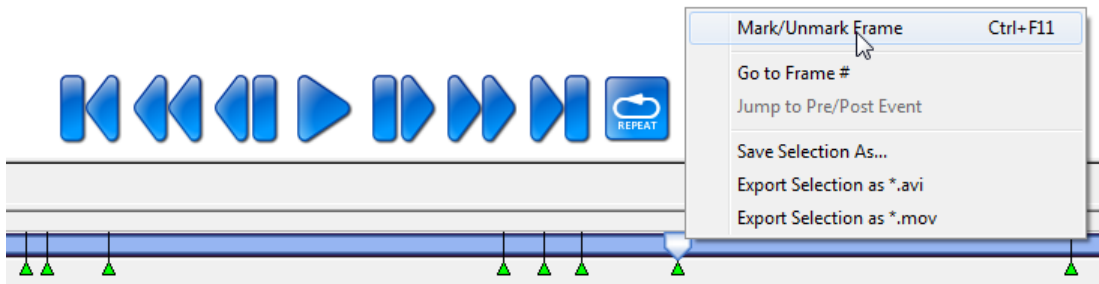 Mark/Unmark Frame Ctrl+F11
Go to Frame #
Jump to Pre/Post Event
Save Selection As...
Export Selection as *.avi
Export Selection as *.mov
REPEAT